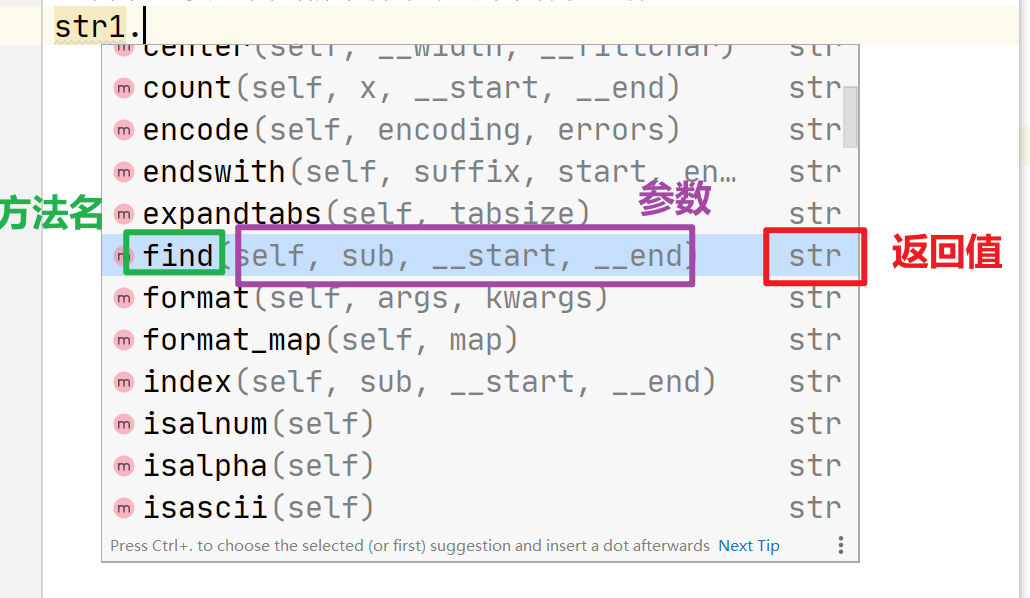 str1.
center(self, __width, __fillchar) str
count(self, x, __start, __end) str
encode(self, encoding, errors) str
endswith(self, suffix, start, en… str
参数
方法名
expandtabs(self, tabsize) str
find(self, sub, __start, __end) str
返回值
format(self, args, kwargs) str
format_map(self, map) str
index(self, sub, __start, __end) str
isalnum(self) str
isalpha(self) str
isascii(self) str
Press Ctrl+. to choose the selected (or first) suggestion and insert a dot afterwards Next Tip